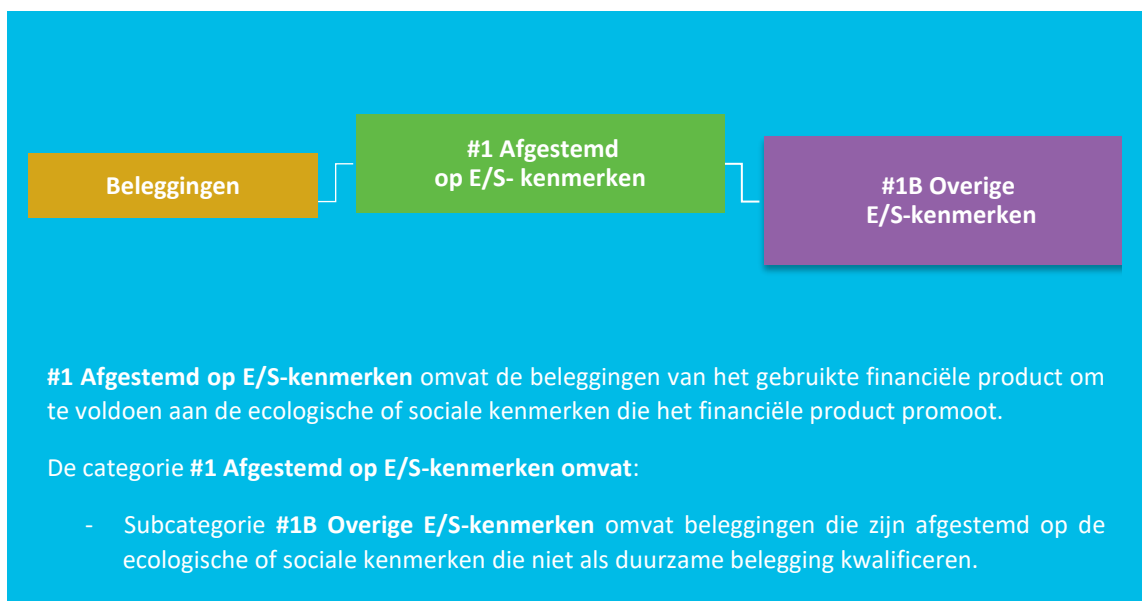 Beleggingen
#1 Afgestemd
op E/S- kenmerken
#1B Overige
E/S-kenmerken
#1 Afgestemd op E/S-kenmerken omvat de beleggingen van het gebruikte financiële product om
te voldoen aan de ecologische of sociale kenmerken die het financiële product promoot.
De categorie #1 Afgestemd op E/S-kenmerken omvat:
- Subcategorie #1B Overige E/S-kenmerken omvat beleggingen die zijn afgestemd op de
ecologische of sociale kenmerken die niet als duurzame belegging kwalificeren.